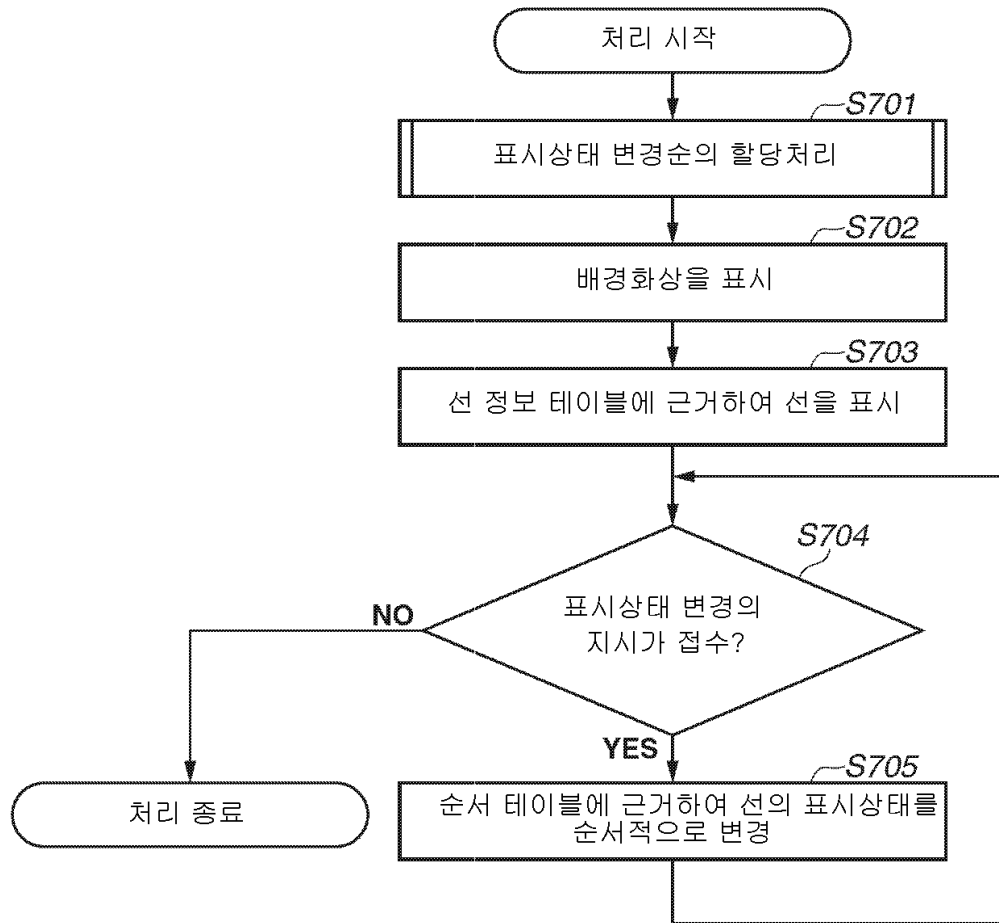 처리 시작
S701
표시상태 변경순의 할당처리
S702
배경화상을 표시
S703
선 정보 테이블에 근거하여 선을 표시
S704
표시상태 변경의
지시가 접수?
NO
YES
S705
처리 종료
순서 테이블에 근거하여 선의 표시상태를
순서적으로 변경